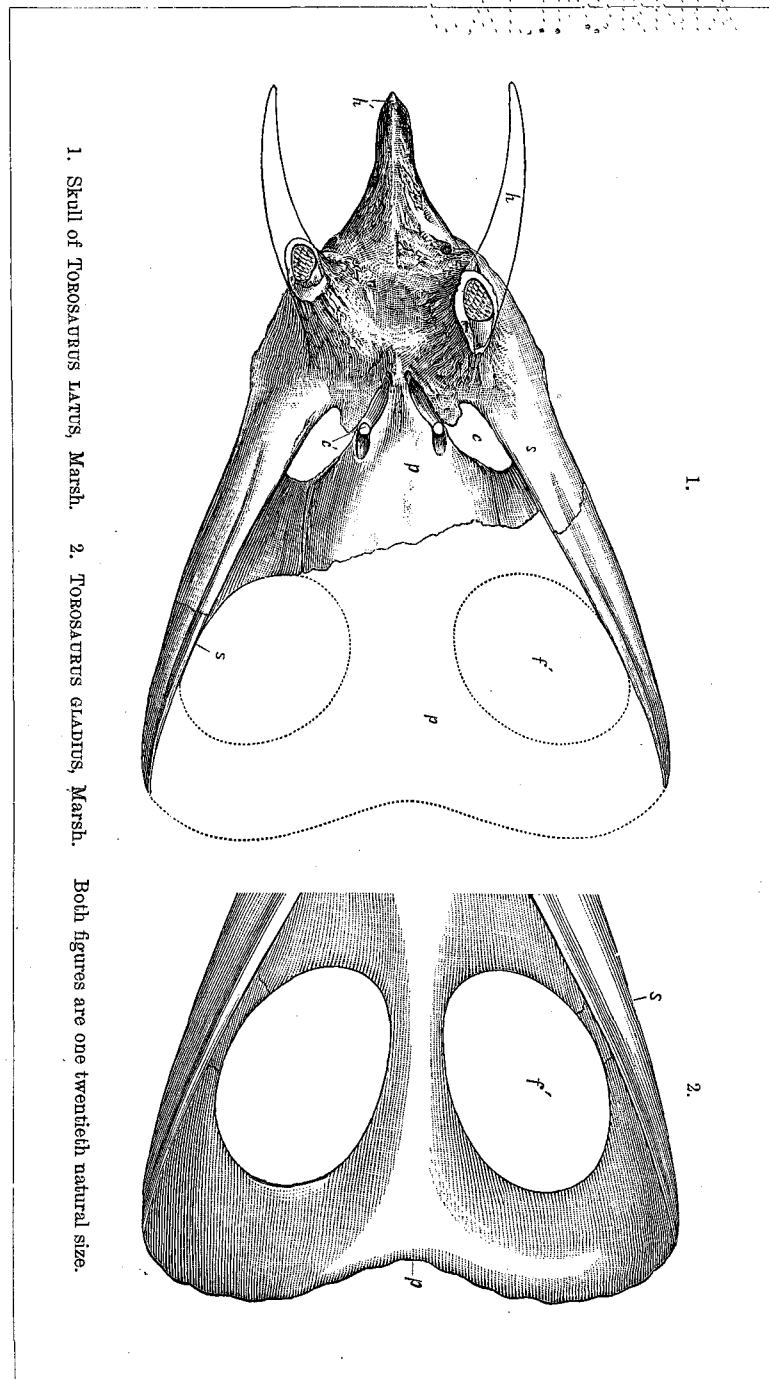 1.
h
h′
s
c
c′
p
f′
s
p
2.
s
f′
p
1. Skull of TOROSAURUS LATUS, Marsh. 2. TOROSAURUS GLADIUS, Marsh. Both figures are one twentieth natural size.